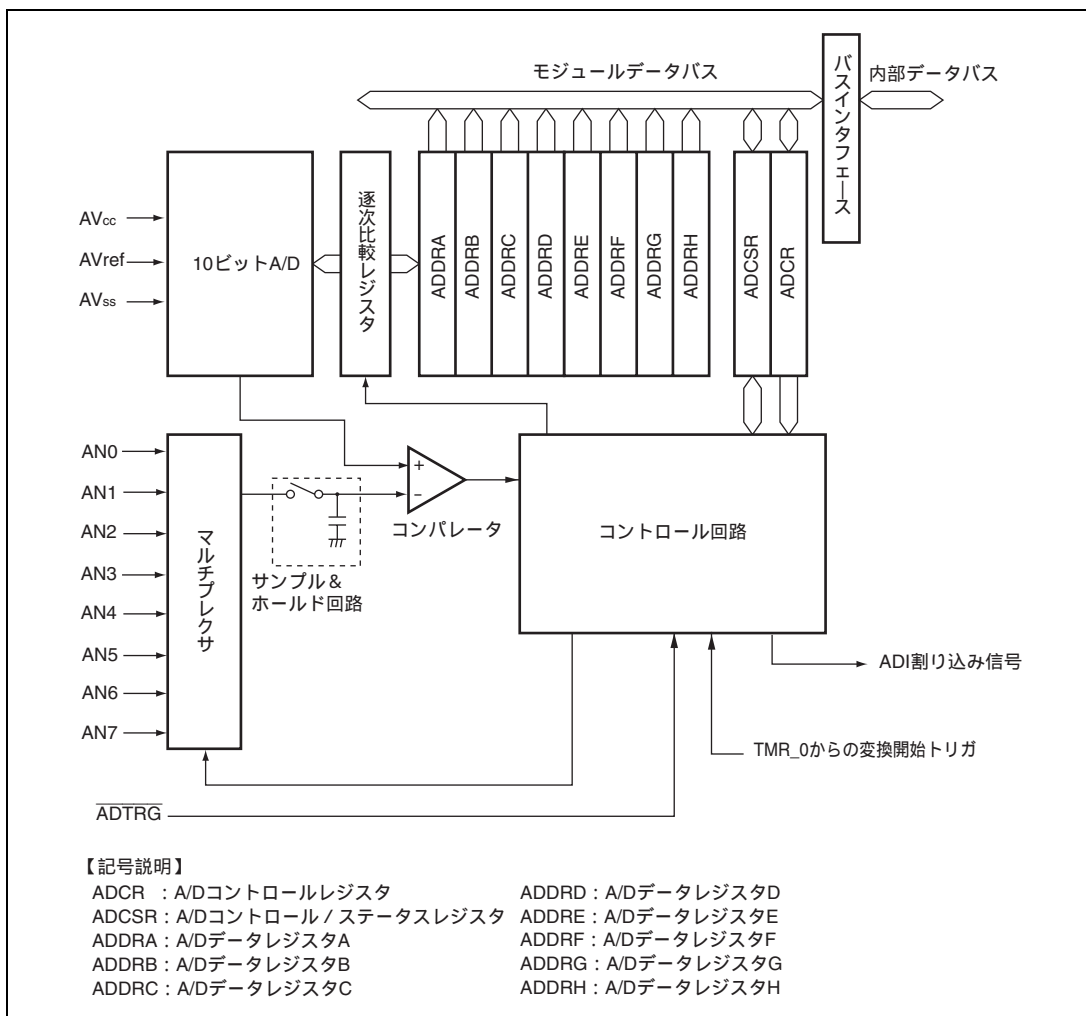 モジュールデータバス
バスインタフェース
内部データバス
AVcc
AVref
AVss
10ビットA/D
逐次比較レジスタ
ADDRA
ADDRB
ADDRC
ADDRD
ADDRE
ADDRF
ADDRG
ADDRH
ADCSR
ADCR
AN0
AN1
AN2
AN3
AN4
AN5
AN6
AN7
マルチプレクサ
+
−
コンパレータ
サンプル＆
ホールド回路
コントロール回路
ADI割り込み信号
TMR_0からの変換開始トリガ
ADTRG
【記号説明】
ADCR ：A/Dコントロールレジスタ
ADCSR：A/Dコントロール / ステータスレジスタ
ADDRA：A/DデータレジスタA
ADDRB：A/DデータレジスタB
ADDRC：A/DデータレジスタC
ADDRD：A/DデータレジスタD
ADDRE：A/DデータレジスタE
ADDRF：A/DデータレジスタF
ADDRG：A/DデータレジスタG
ADDRH：A/DデータレジスタH